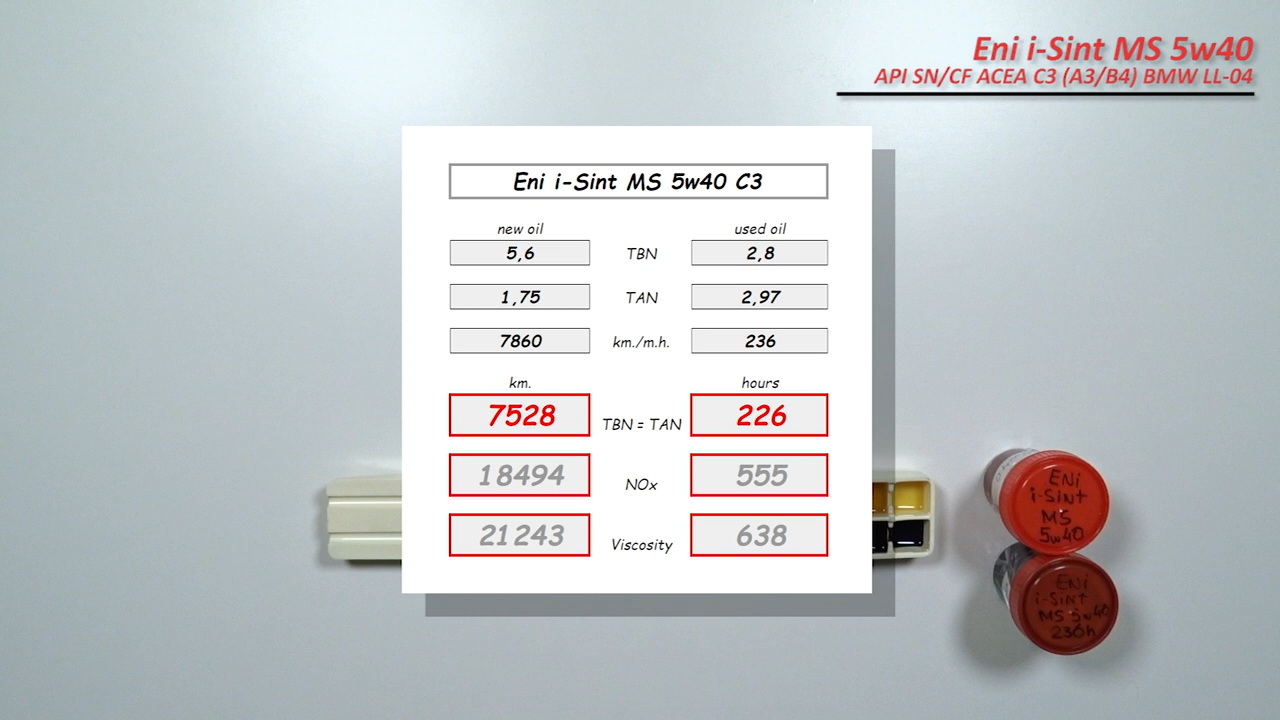 Eni i-Sint MS 5w40
API SN/CF ACEA C3 (A3/B4) BMW LL-04
Eni i-Sint MS 5w40 C3
new oil used oil
5,6 TBN 2,8
1,75 TAN 2,97
7860 km./m.h. 236
km. hours
7528 TBN = TAN 226
18494 NOx 555
21243 Viscosity 638
ENi
i-SiNt
MS
5w40
ENi
i-SiNt
MS 5w40
236h